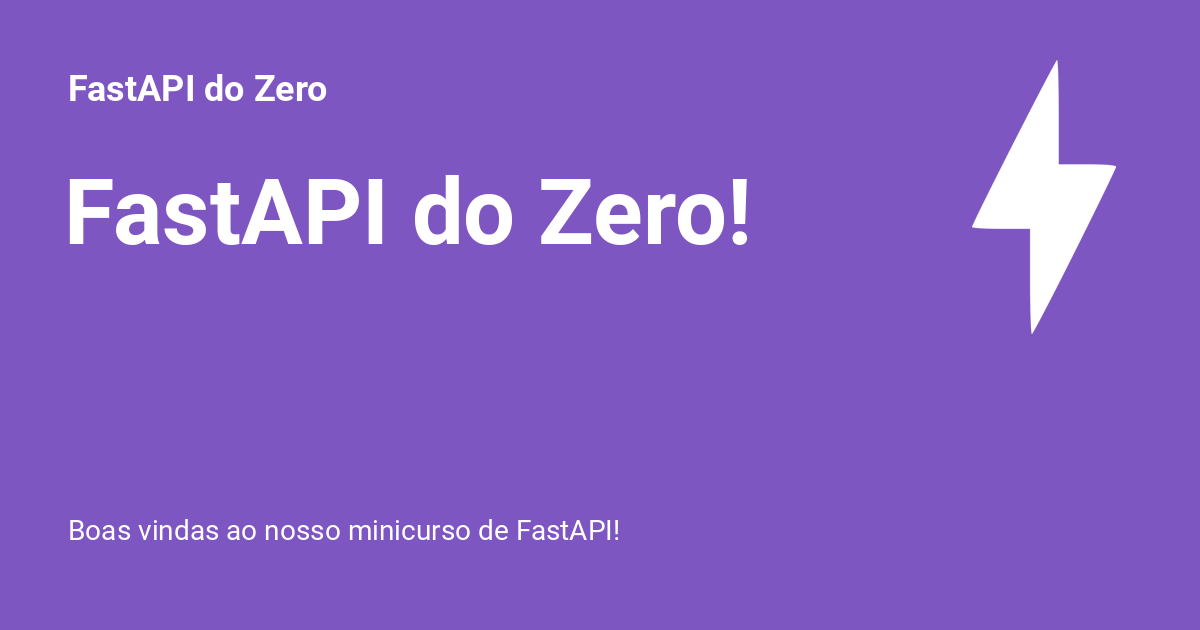 FastAPI do Zero
FastAPI do Zero!
Boas vindas ao nosso minicurso de FastAPI!